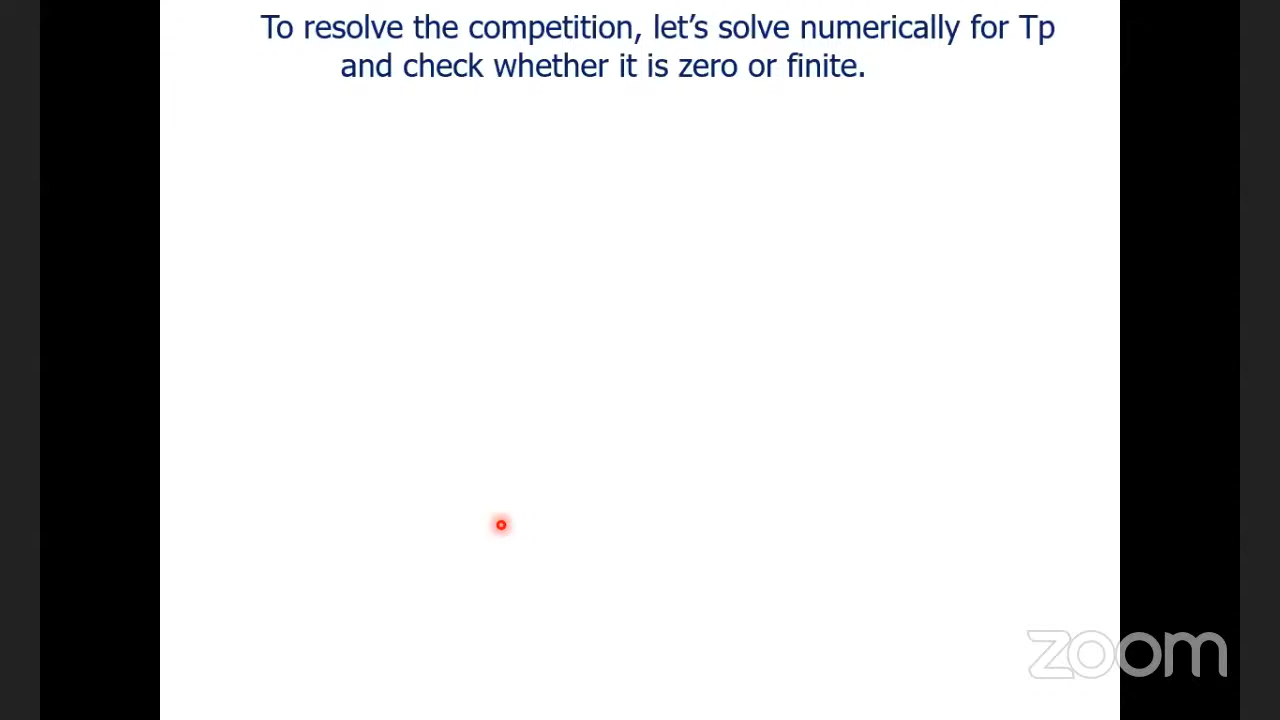 To resolve the competition, let’s solve numerically for Tp
and check whether it is zero or finite.
zoom